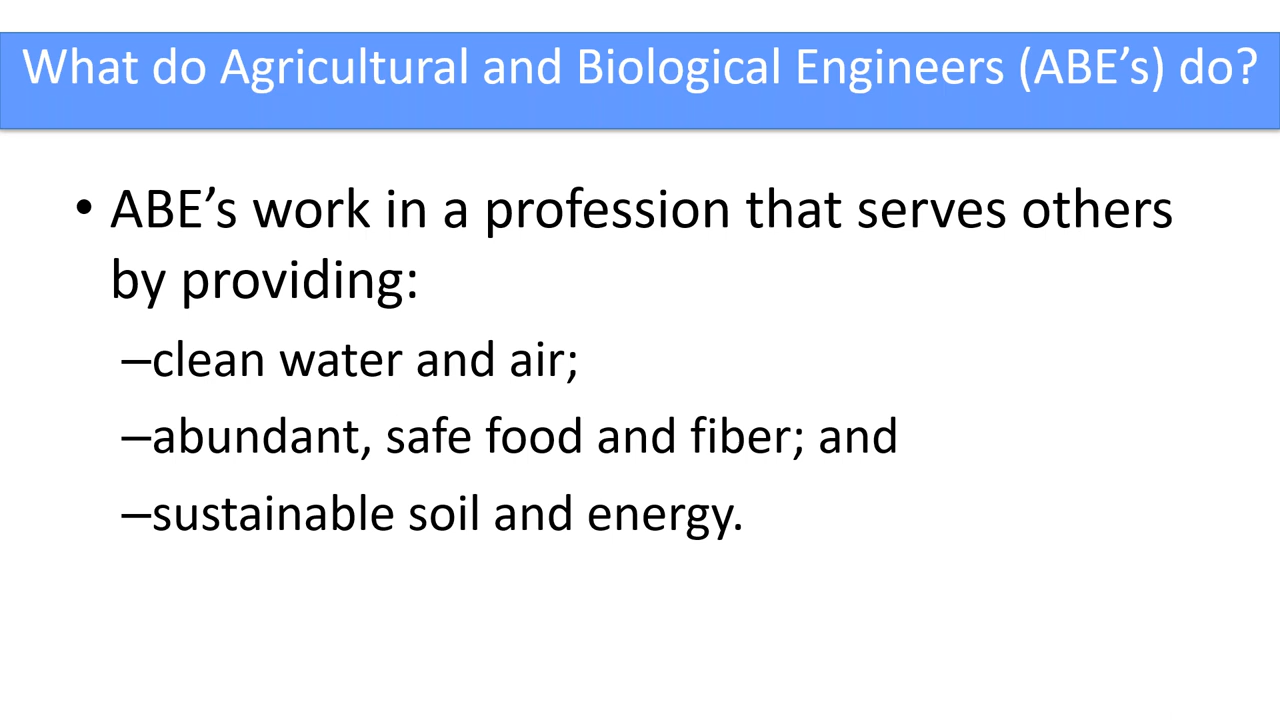 What do Agricultural and Biological Engineers (ABE’s) do?
• ABE’s work in a profession that serves others
by providing:
–clean water and air;
–abundant, safe food and fiber; and
–sustainable soil and energy.